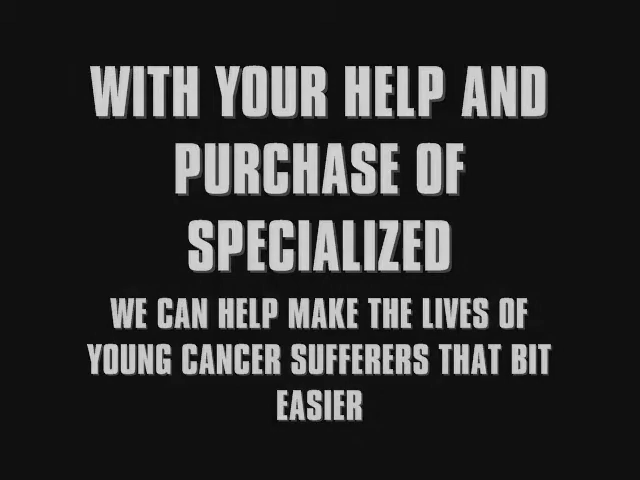 WITH YOUR HELP AND
PURCHASE OF
SPECIALIZED
WE CAN HELP MAKE THE LIVES OF
YOUNG CANCER SUFFERERS THAT BIT
EASIER